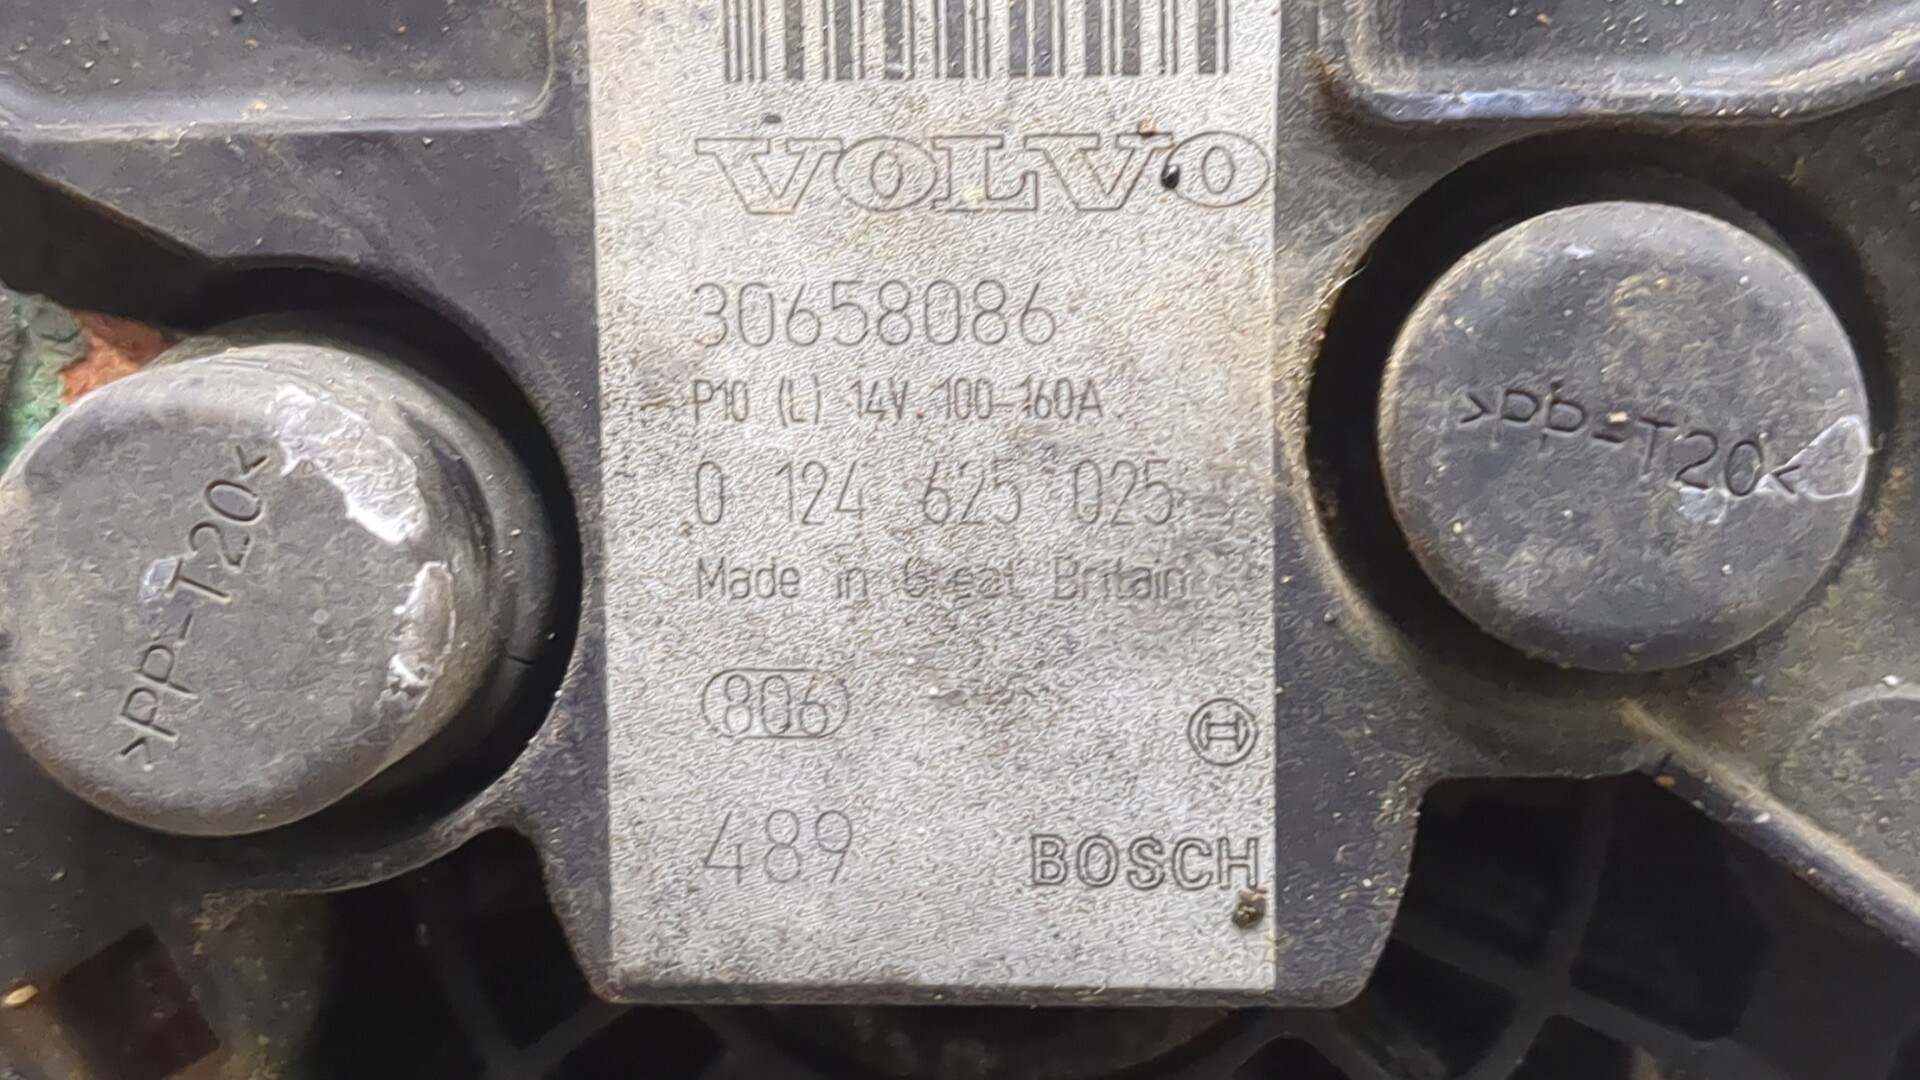 VOLVO
30658086
P10 (L) 14V 100-160A
0 124 625 025
Made in Great Britain
806
489
BOSCH
>PP-T20<
>PP-T20<